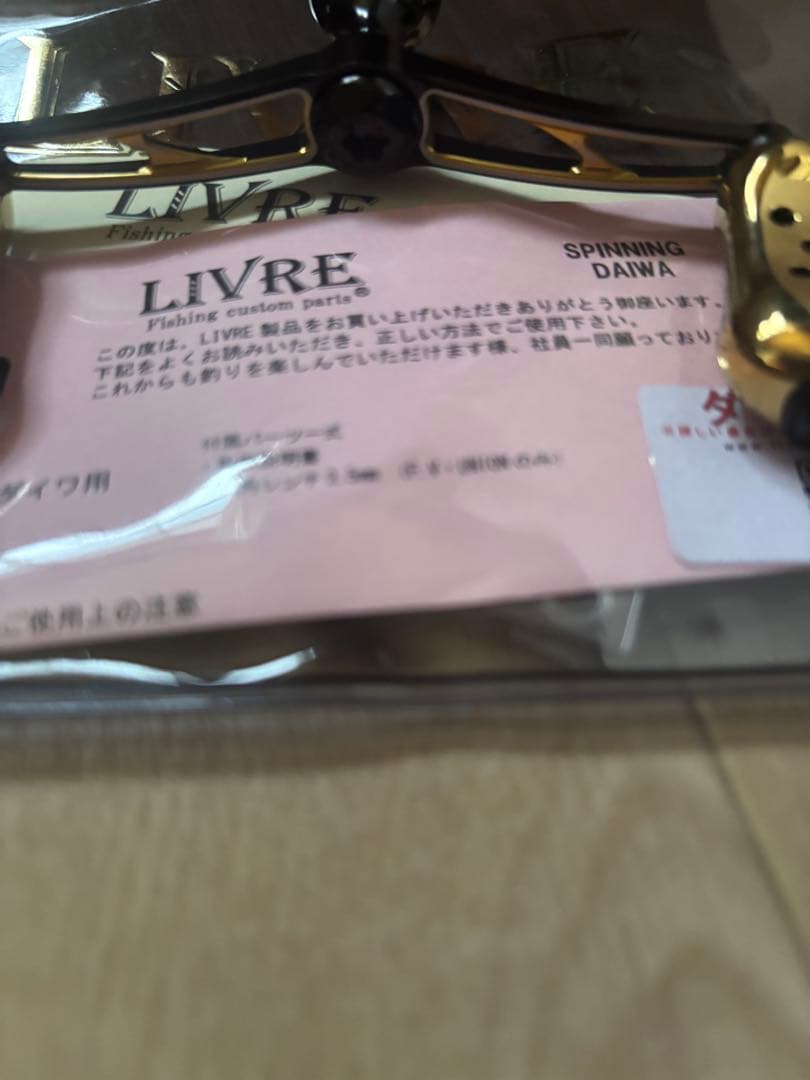 LIVRE
Fishing
LIVRE
Fishing custom parts®
SPINNING
DAIWA
この度は、LIVRE 製品をお買い上げいただきありがとう御座います。
下記をよくお読みいただき、正しい方法でご使用下さい。
これからも釣りを楽しんでいただけます様、社員一同願っており
付属パーツ一式
ダイワ用
ご使用上の注意